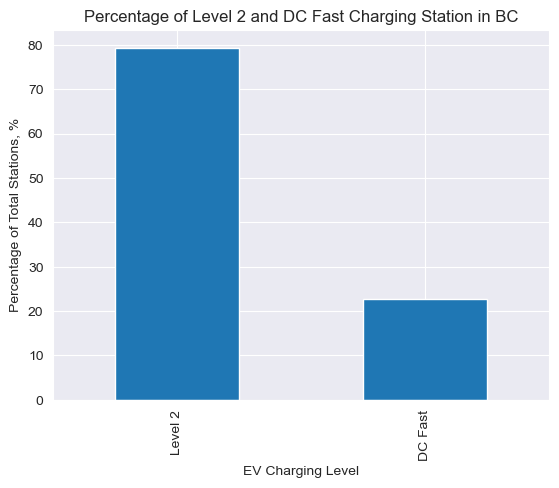 Percentage of Level 2 and DC Fast Charging Station in BC
80
70
60
50
40
30
20
10
0
Percentage of Total Stations, %
Level 2
DC Fast
EV Charging Level